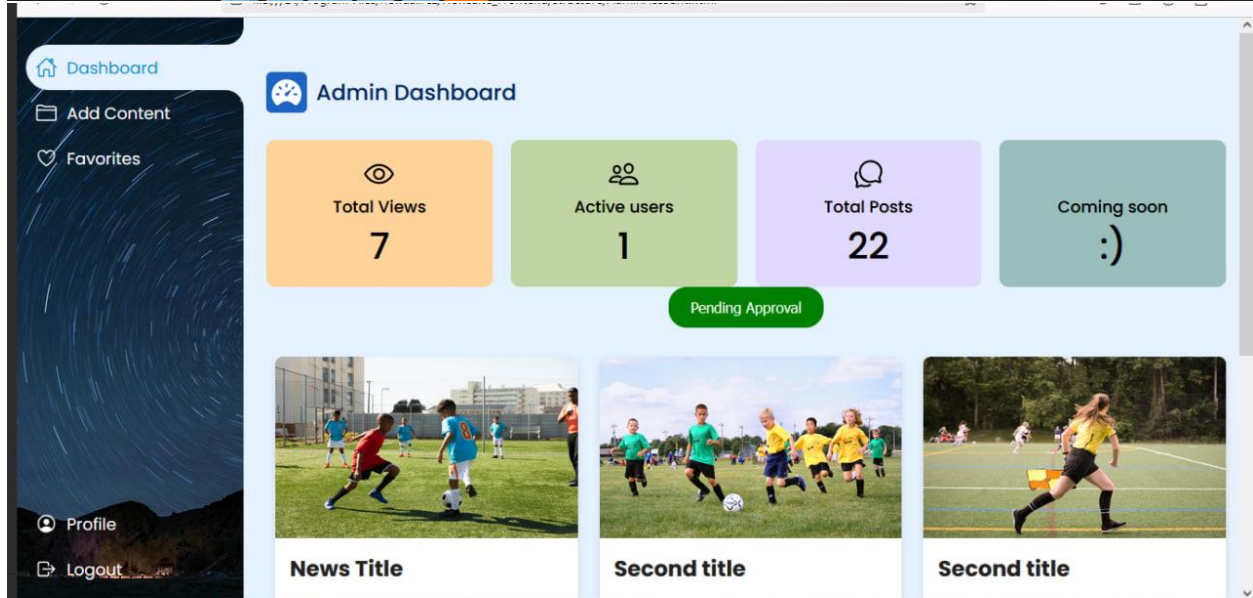 Dashboard
Add Content
Favorites
Profile
Logout
Admin Dashboard
Total Views
7
Active users
1
Total Posts
22
Coming soon
:)
Pending Approval
8
News Title
Second title
Second title